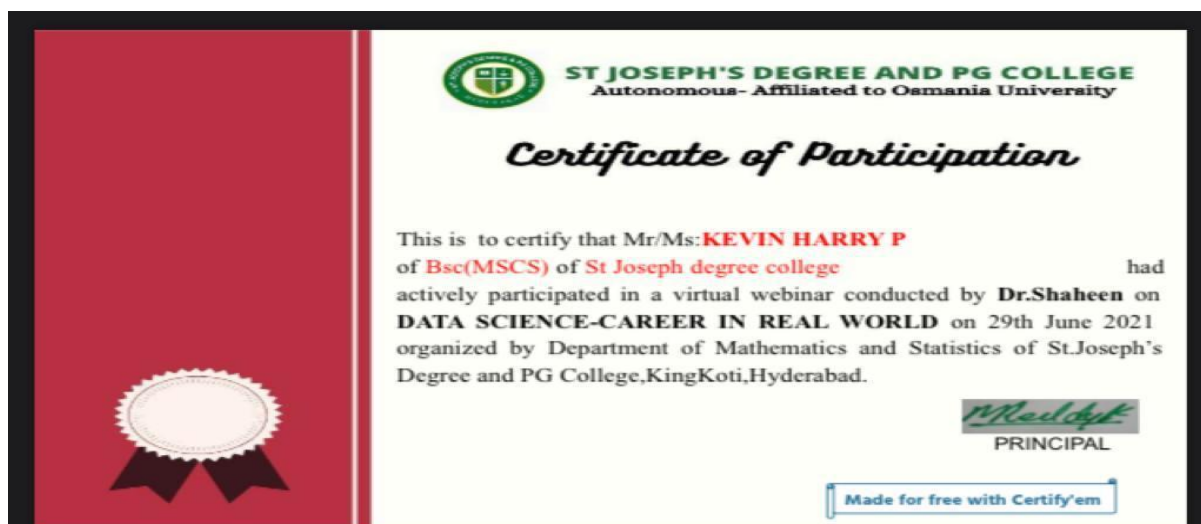 ST JOSEPH'S DEGREE AND PG COLLEGE
Autonomous- Affiliated to Osmania University
Certificate of Participation
This is to certify that Mr/Ms:KEVIN HARRY P
of Bsc(MSCS) of St Joseph degree college had
actively participated in a virtual webinar conducted by Dr.Shaheen on
DATA SCIENCE-CAREER IN REAL WORLD on 29th June 2021
organized by Department of Mathematics and Statistics of St.Joseph's
Degree and PG College,KingKoti,Hyderabad.
PRINCIPAL
Made for free with Certify'em